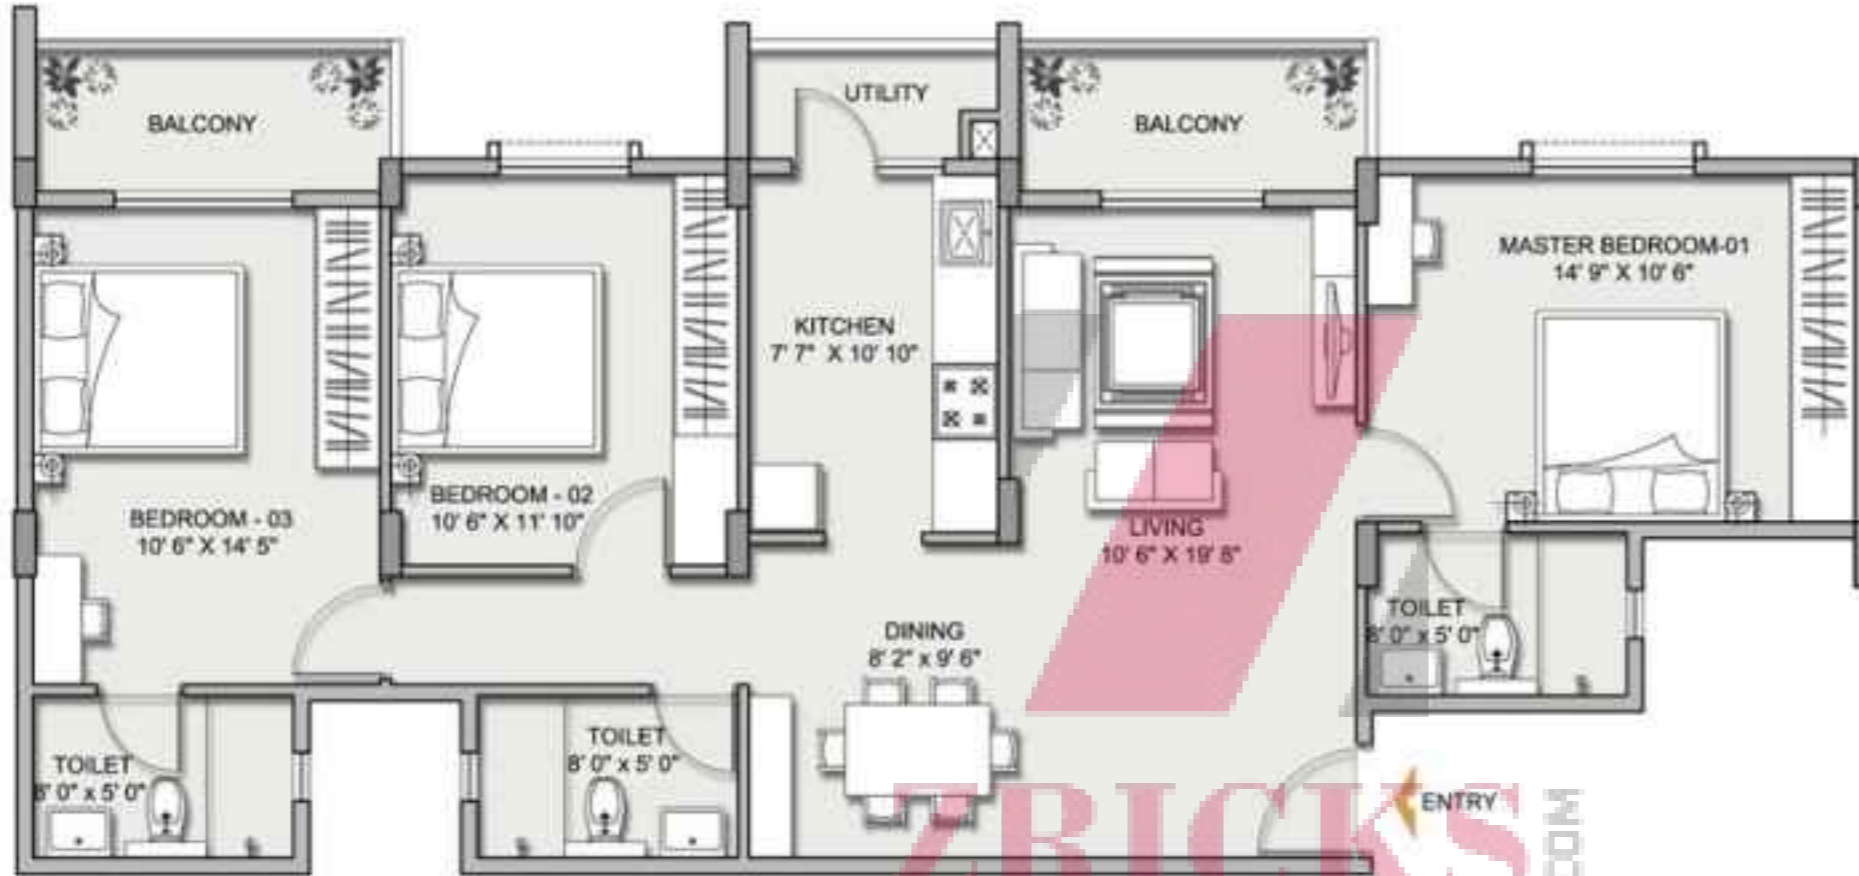 BALCONY
UTILITY
BALCONY
MASTER BEDROOM-01
14' 9" X 10' 6"
KITCHEN
7' 7" X 10' 10"
BEDROOM - 02
10' 6" X 11' 10"
BEDROOM - 03
10' 6" X 14' 5"
LIVING
10' 6" X 19' 8"
DINING
8' 2" x 9' 6"
TOILET
8' 0" x 5' 0"
TOILET
8' 0" x 5' 0"
TOILET
8' 0" x 5' 0"
ENTRY
ZRICKS
.COM